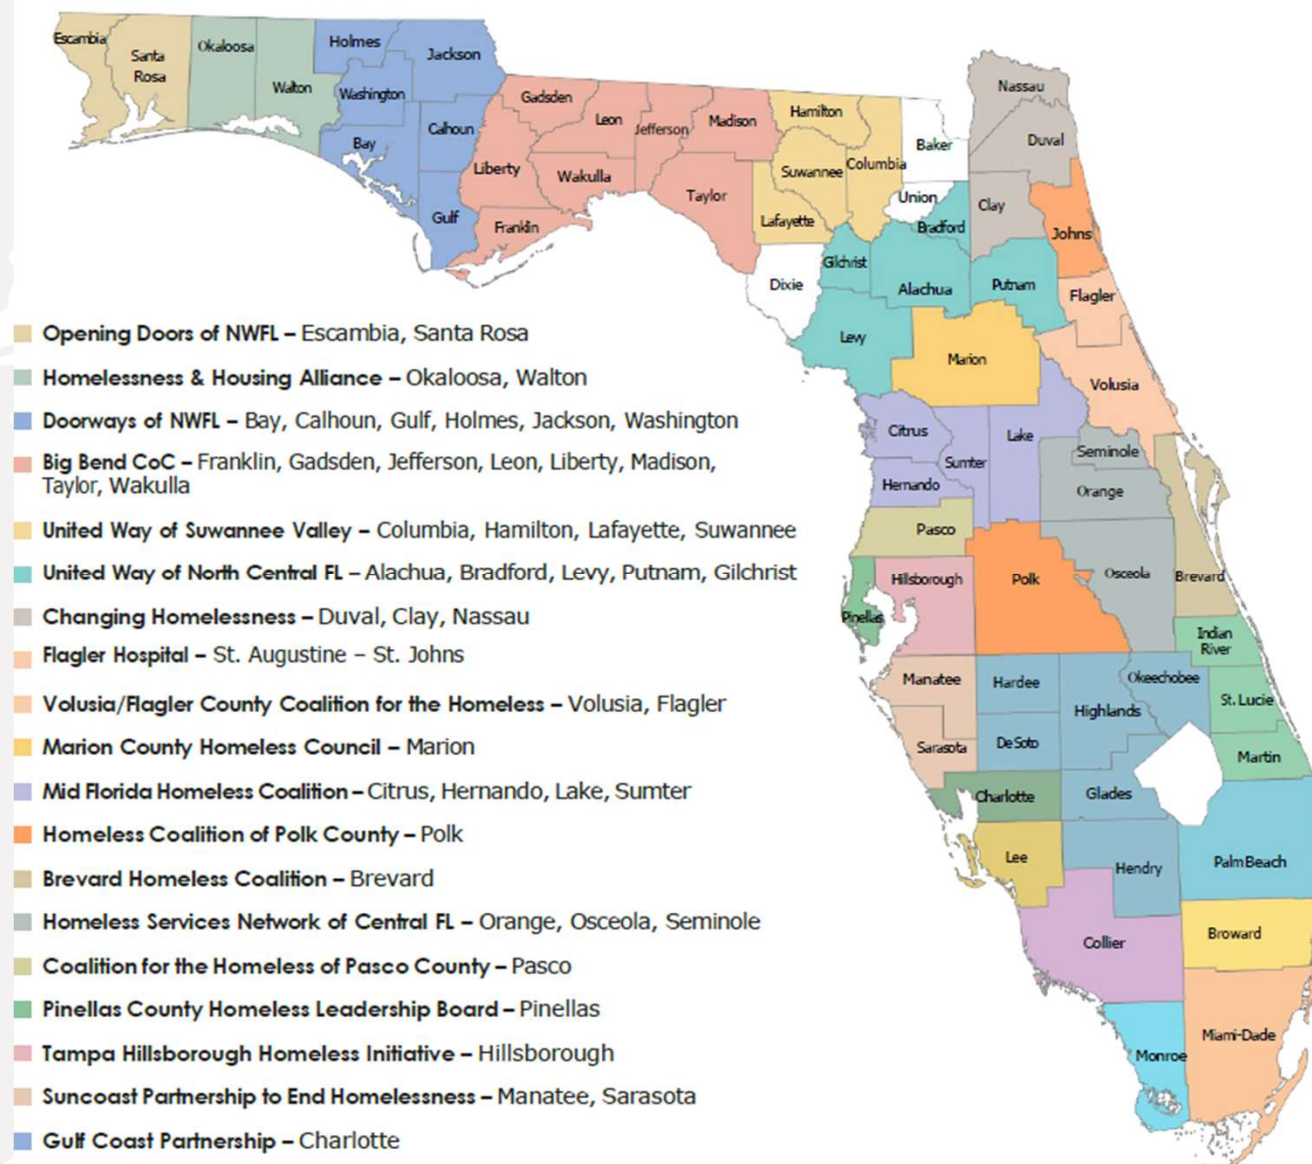 Escambia
Santa
Rosa
Okaloosa
Walton
Holmes
Jackson
Washington
Bay
Calhoun
Gulf
Gadsden
Leon
Jefferson
Madison
Liberty
Wakulla
Taylor
Franklin
Hamilton
Suwannee
Columbia
Lafayette
Baker
Union
Nassau
Duval
Clay
Bradford
Johns
Gilchrist
Alachua
Putnam
Flagler
Dixie
Levy
Marion
Volusia
Citrus
Sumter
Lake
Seminole
Hernando
Orange
Pasco
Hillsborough
Polk
Osceola
Brevard
Pinellas
Indian
River
Manatee
Hardee
Okeechobee
Highlands
St. Lucie
Sarasota
DeSoto
Martin
Charlotte
Glades
Lee
Hendry
Palm Beach
Collier
Broward
Monroe
Miami-Dade
Opening Doors of NWFL – Escambia, Santa Rosa
Homelessness & Housing Alliance – Okaloosa, Walton
Doorways of NWFL – Bay, Calhoun, Gulf, Holmes, Jackson, Washington
Big Bend CoC – Franklin, Gadsden, Jefferson, Leon, Liberty, Madison,
Taylor, Wakulla
United Way of Suwannee Valley – Columbia, Hamilton, Lafayette, Suwannee
United Way of North Central FL – Alachua, Bradford, Levy, Putnam, Gilchrist
Changing Homelessness – Duval, Clay, Nassau
Flagler Hospital – St. Augustine – St. Johns
Volusia/Flagler County Coalition for the Homeless – Volusia, Flagler
Marion County Homeless Council – Marion
Mid Florida Homeless Coalition – Citrus, Hernando, Lake, Sumter
Homeless Coalition of Polk County – Polk
Brevard Homeless Coalition – Brevard
Homeless Services Network of Central FL – Orange, Osceola, Seminole
Coalition for the Homeless of Pasco County – Pasco
Pinellas County Homeless Leadership Board – Pinellas
Tampa Hillsborough Homeless Initiative – Hillsborough
Suncoast Partnership to End Homelessness – Manatee, Sarasota
Gulf Coast Partnership – Charlotte